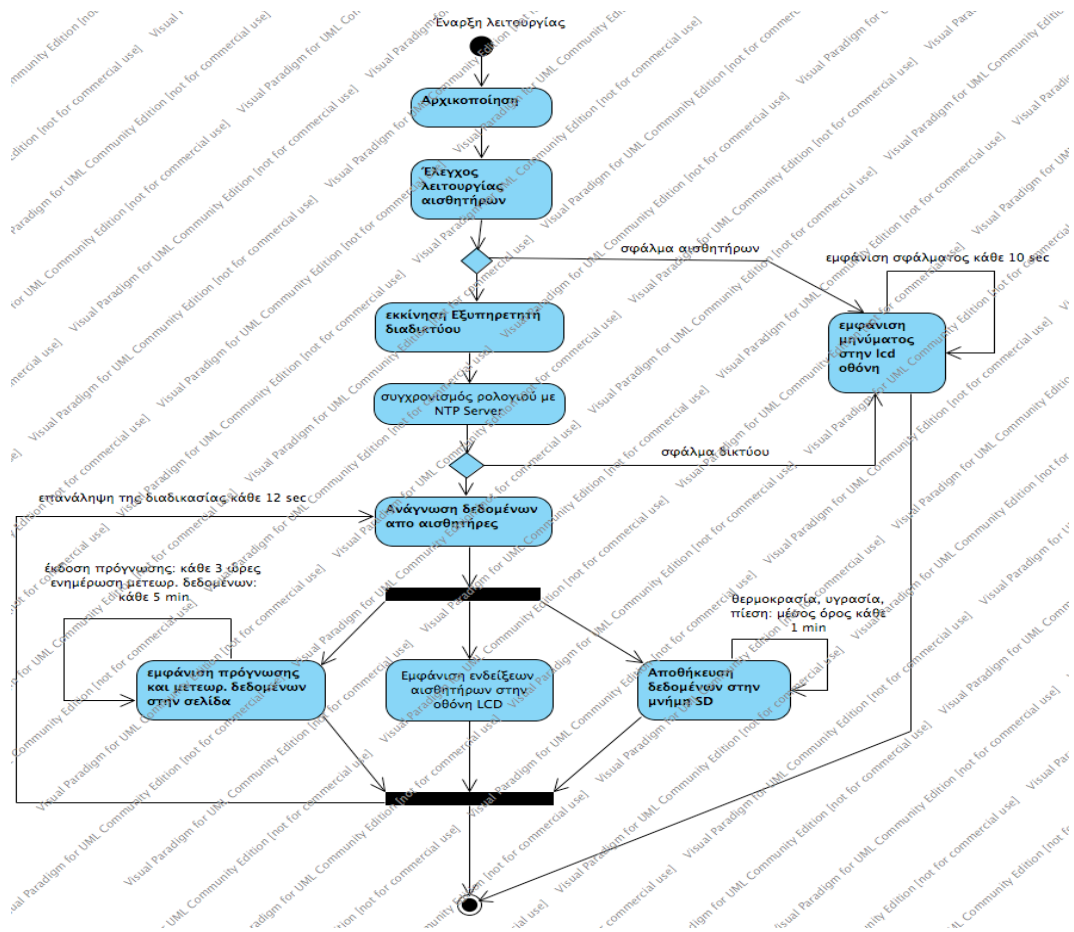 Έναρξη λειτουργίας
Αρχικοποίηση
Έλεγχος
λειτουργίας
αισθητήρων
σφάλμα αισθητήρων
εμφάνιση σφάλματος κάθε 10 sec
εκκίνηση Εξυπηρετητή
διαδικτύου
εμφάνιση
μηνύματος
στην lcd
οθόνη
συγχρονισμός ρολογιού με
NTP Server
σφάλμα δικτύου
επανάληψη της διαδικασίας κάθε 12 sec
Ανάγνωση δεδομένων
απο αισθητήρες
έκδοση πρόγνωσης: κάθε 3 ώρες
ενημέρωση μετεωρ. δεδομένων:
κάθε 5 min
θερμοκρασία, υγρασία,
πίεση: μέσος όρος κάθε
1 min
εμφάνιση πρόγνωσης
και μετεωρ. δεδομένων
στην σελίδα
Εμφάνιση ενδείξεων
αισθητήρων στην
οθόνη LCD
Αποθήκευση
δεδομένων στην
μνήμη SD
Visual Paradigm for UML Community Edition [not for commercial use]